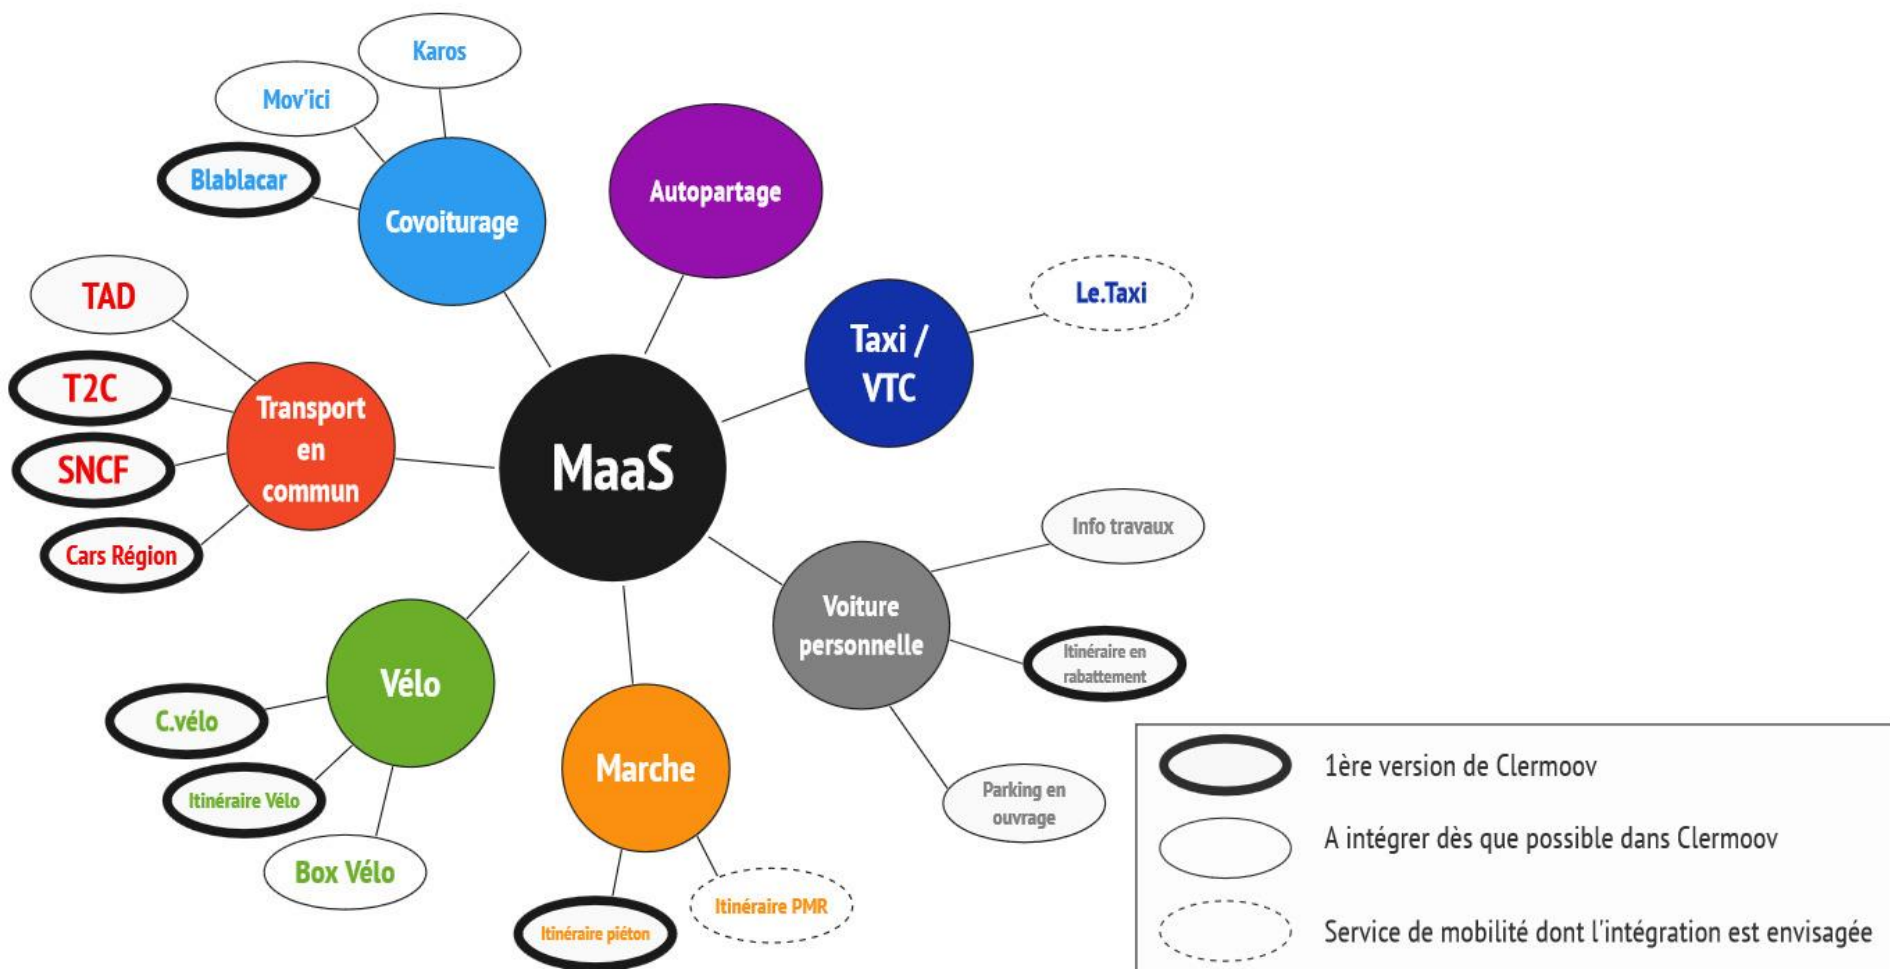 Karos
Mov'ici
Blablacar
Covoiturage
Autopartage
TAD
T2C
SNCF
Cars Région
Transport
en
commun
MaaS
Taxi /
VTC
Le.Taxi
Info travaux
Voiture
personnelle
Itinéraire en
rabattement
Parking en
ouvrage
Vélo
C.vélo
Itinéraire Vélo
Box Vélo
Marche
Itinéraire piéton
Itinéraire PMR
1ère version de Clermoov
A intégrer dès que possible dans Clermoov
Service de mobilité dont l'intégration est envisagée